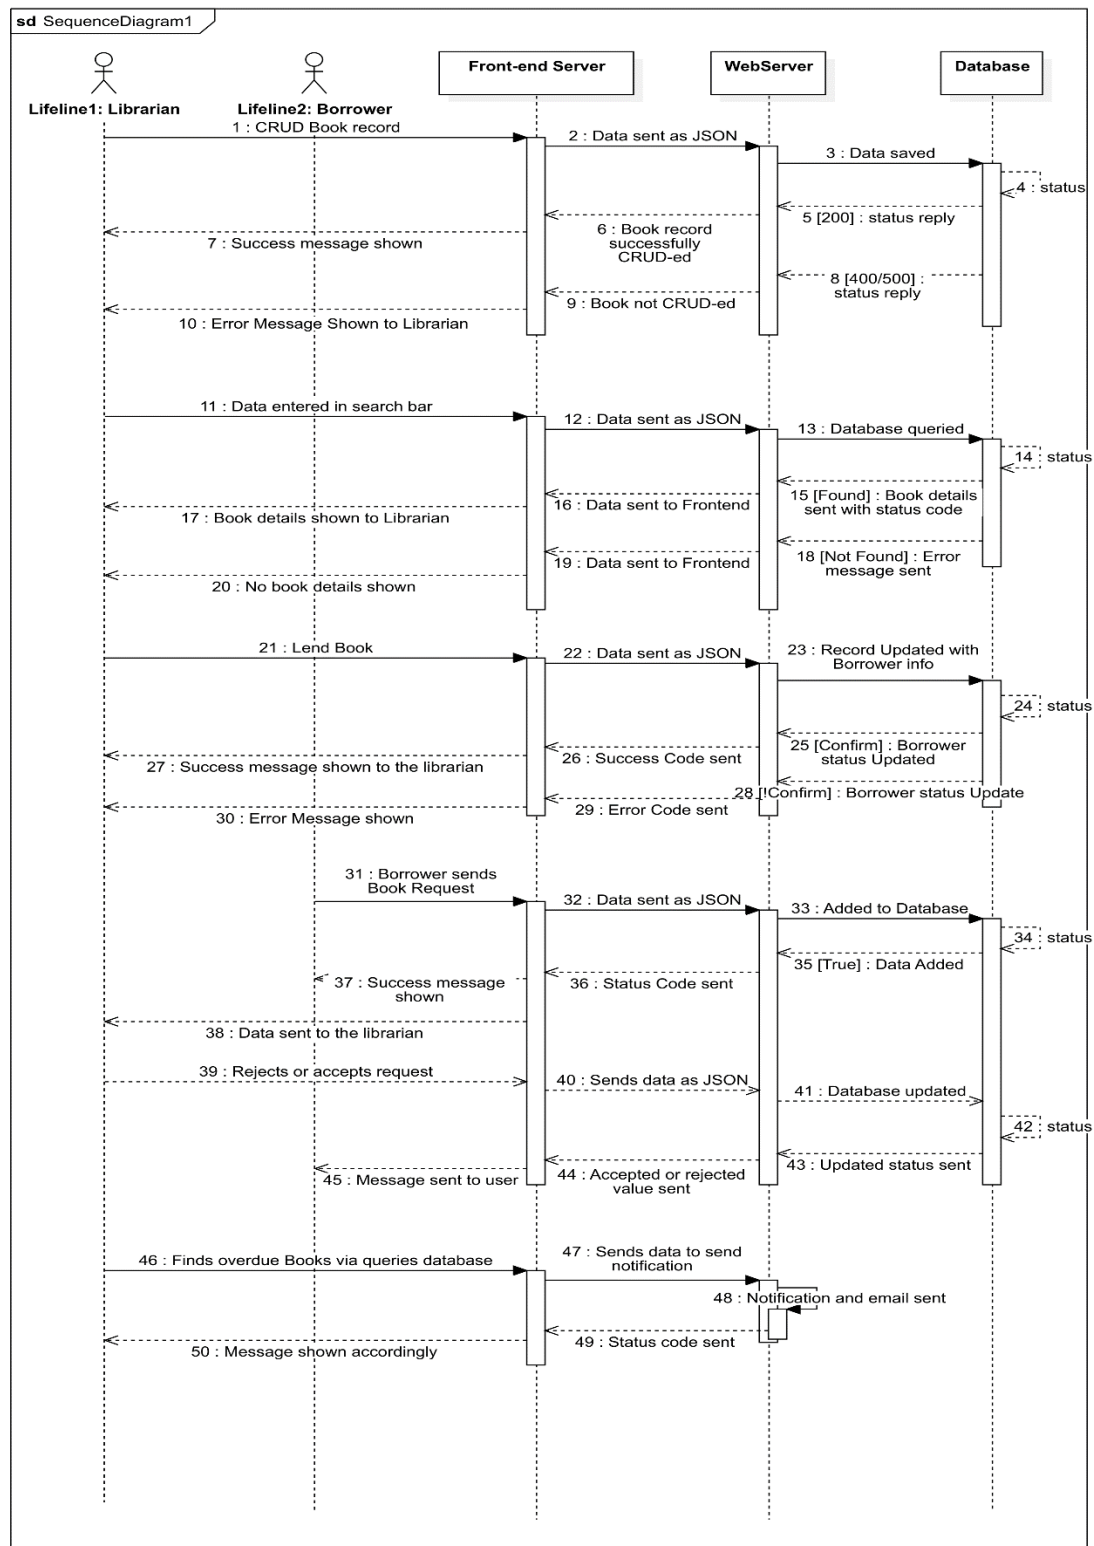 sd SequenceDiagram1
Front-end Server
WebServer
Database
Lifeline1: Librarian
Lifeline2: Borrower
1 : CRUD Book record
2 : Data sent as JSON
3 : Data saved
4 : status
5 [200] : status reply
6 : Book record
successfully
CRUD-ed
7 : Success message shown
8 [400/500] :
status reply
9 : Book not CRUD-ed
10 : Error Message Shown to Librarian
11 : Data entered in search bar
12 : Data sent as JSON
13 : Database queried
14 : status
15 [Found] : Book details
sent with status code
16 : Data sent to Frontend
17 : Book details shown to Librarian
18 [Not Found] : Error
message sent
19 : Data sent to Frontend
20 : No book details shown
21 : Lend Book
22 : Data sent as JSON
23 : Record Updated with
Borrower info
24 : status
25 [Confirm] : Borrower
status Updated
26 : Success Code sent
27 : Success message shown to the librarian
28 [!Confirm] : Borrower status Update
29 : Error Code sent
30 : Error Message shown
31 : Borrower sends
Book Request
32 : Data sent as JSON
33 : Added to Database
34 : status
35 [True] : Data Added
36 : Status Code sent
37 : Success message
shown
38 : Data sent to the librarian
39 : Rejects or accepts request
40 : Sends data as JSON
41 : Database updated
42 : status
43 : Updated status sent
44 : Accepted or rejected
value sent
45 : Message sent to user
46 : Finds overdue Books via queries database
47 : Sends data to send
notification
48 : Notification and email sent
49 : Status code sent
50 : Message shown accordingly